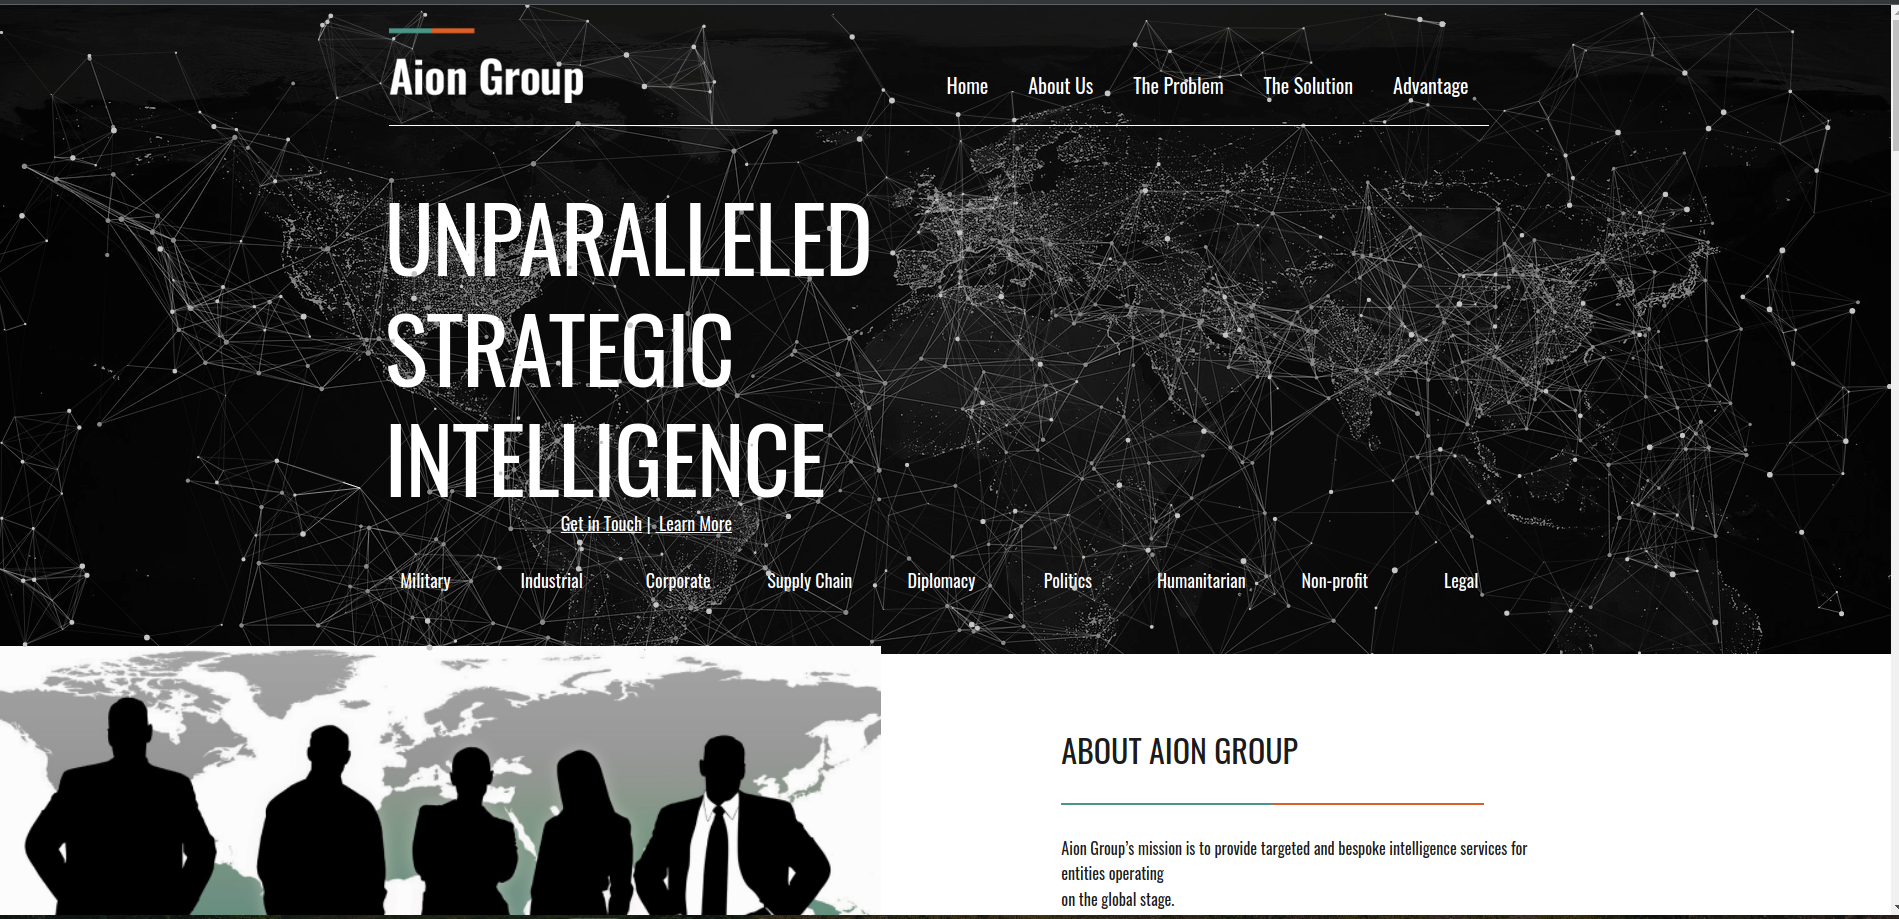 Aion Group
Home About Us The Problem The Solution Advantage
UNPARALLELED
STRATEGIC
INTELLIGENCE
Get in Touch | Learn More
Military Industrial Corporate Supply Chain Diplomacy Politics Humanitarian Non-profit Legal
ABOUT AION GROUP
Aion Group’s mission is to provide targeted and bespoke intelligence services for
entities operating
on the global stage.